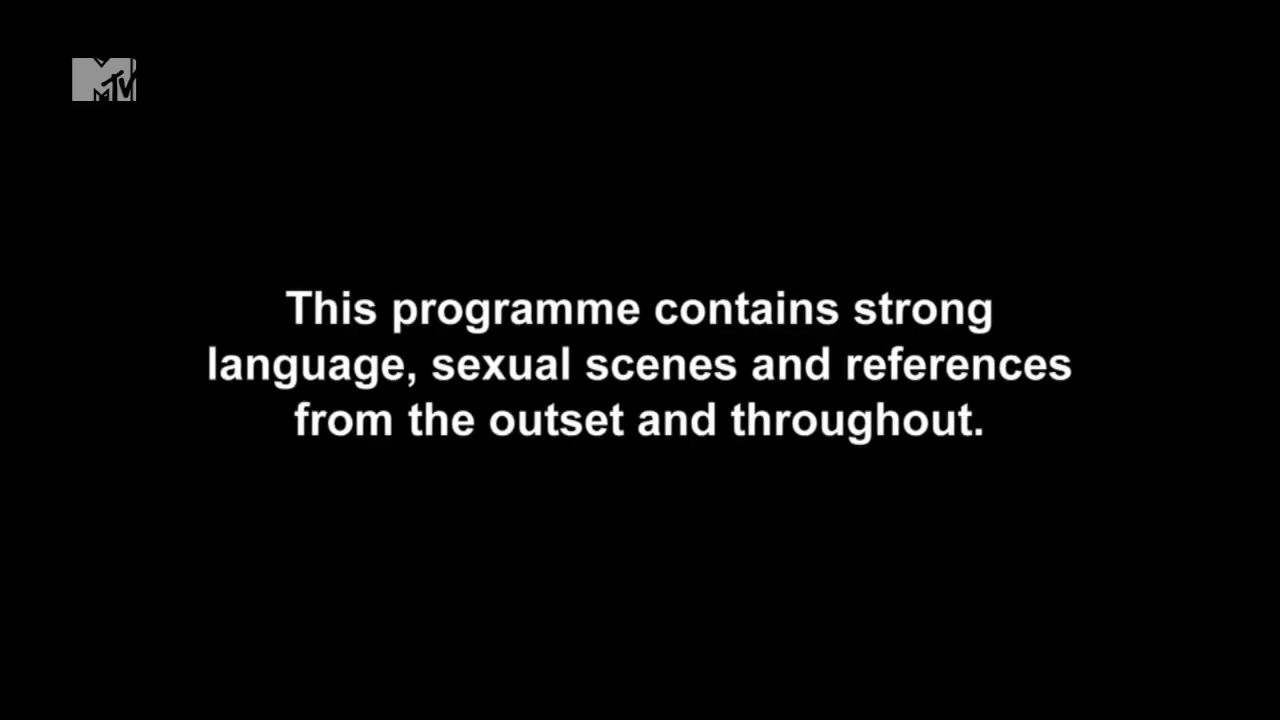 MTV
This programme contains strong
language, sexual scenes and references
from the outset and throughout.